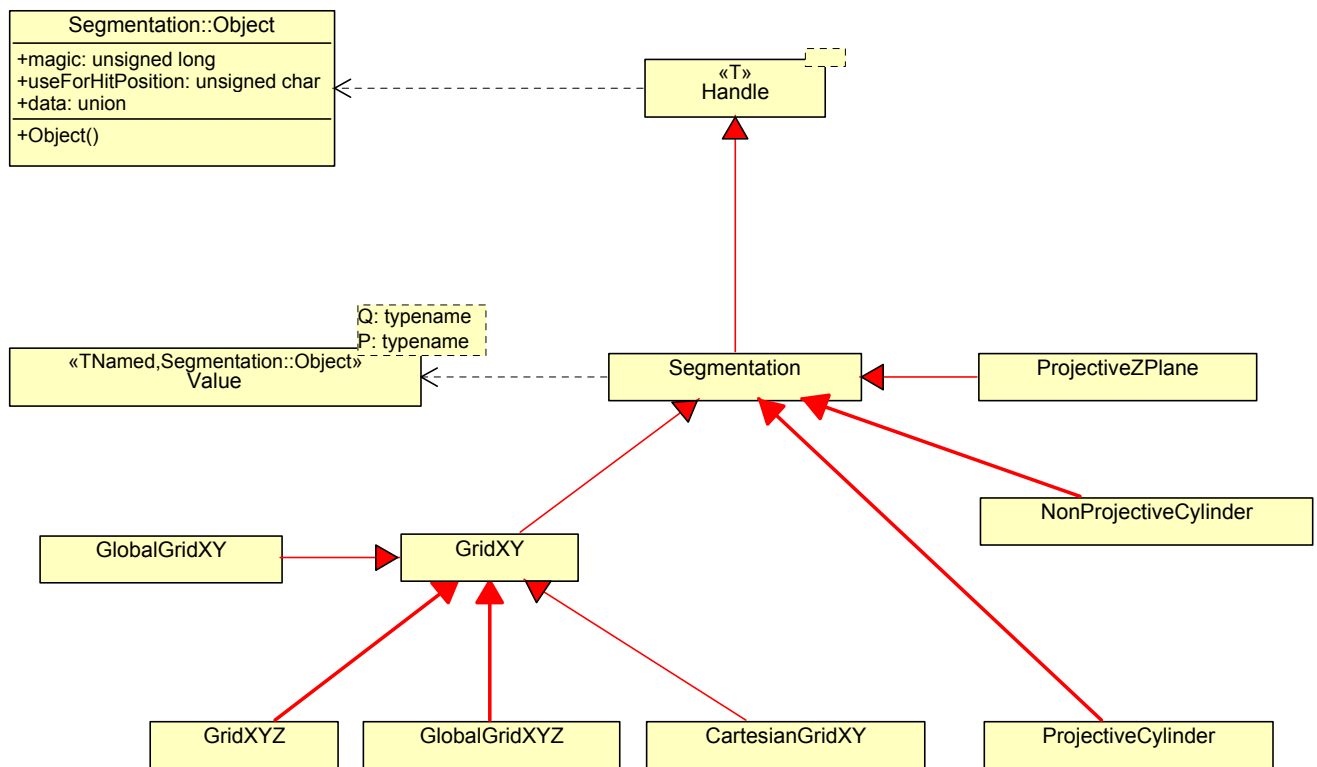 Segmentation::Object
+magic: unsigned long
+useForHitPosition: unsigned char
+data: union
+Object()
«T»
Handle
Q: typename
P: typename
«TNamed,Segmentation::Object»
Value
Segmentation
ProjectiveZPlane
NonProjectiveCylinder
GlobalGridXY
GridXY
GridXYZ
GlobalGridXYZ
CartesianGridXY
ProjectiveCylinder